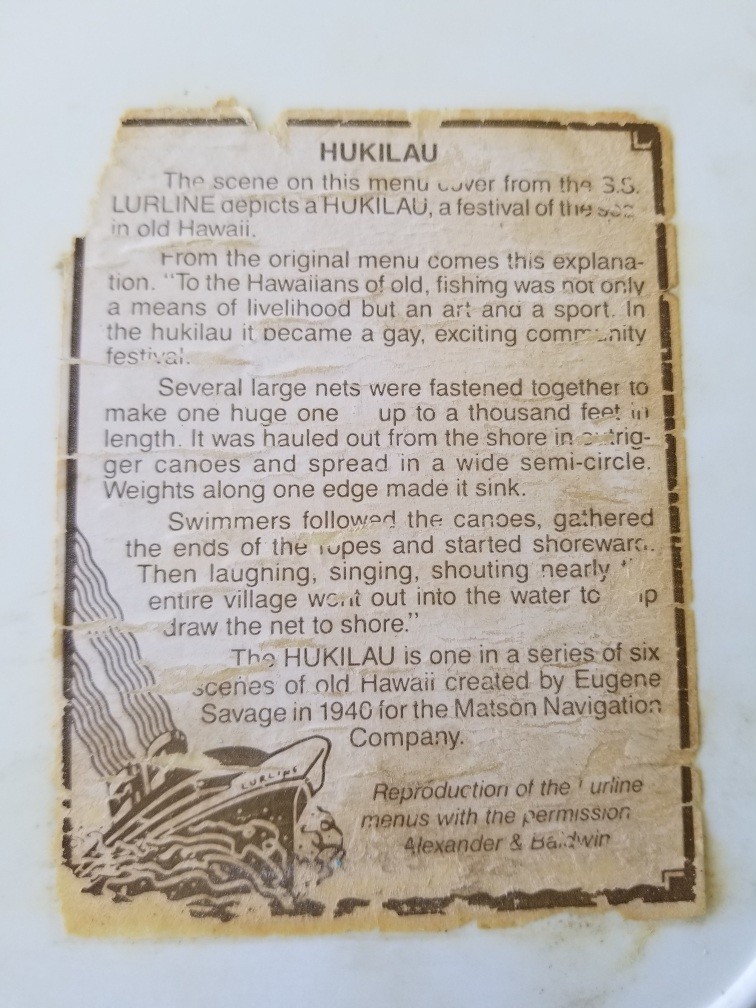 HUKILAU
The scene on this menu cover from the S.S.
LURLINE depicts a HUKILAU, a festival of the sea
in old Hawaii.
From the original menu comes this explana-
tion. "To the Hawaiians of old, fishing was not only
a means of livelihood but an art and a sport. In
the hukilau it became a gay, exciting community
festival.
Several large nets were fastened together to
make one huge one up to a thousand feet in
length. It was hauled out from the shore in outrig-
ger canoes and spread in a wide semi-circle.
Weights along one edge made it sink.
Swimmers followed the canoes, gathered
the ends of the ropes and started shoreward.
Then laughing, singing, shouting nearly
entire village went out into the water to
draw the net to shore."
The HUKILAU is one in a series of six
scenes of old Hawaii created by Eugene
Savage in 1940 for the Matson Navigation
Company.
LURLINE
Reproduction of the Lurline
menus with the permission
Alexander & Baldwin